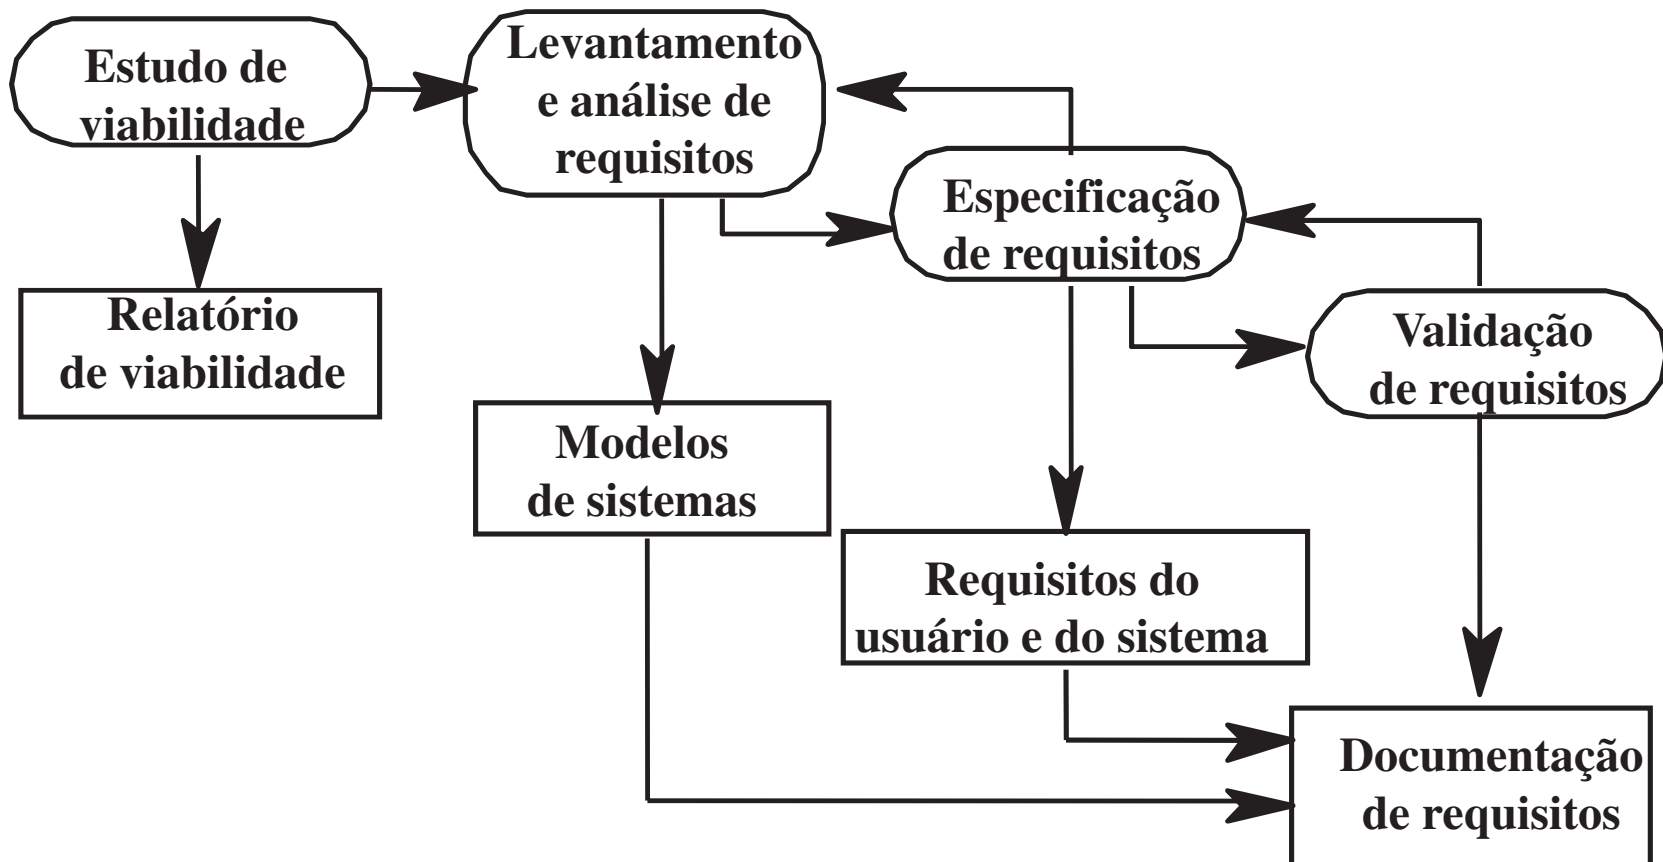 Estudo de
viabilidade
Levantamento
e análise de
requisitos
Especificação
de requisitos
Validação
de requisitos
Relatório
de viabilidade
Modelos
de sistemas
Requisitos do
usuário e do sistema
Documentação
de requisitos